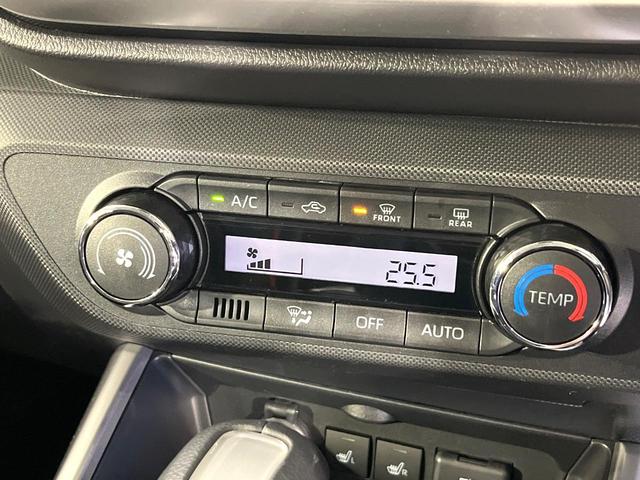 A/C
FRONT
REAR
25.5
TEMP
OFF
AUTO
L
R